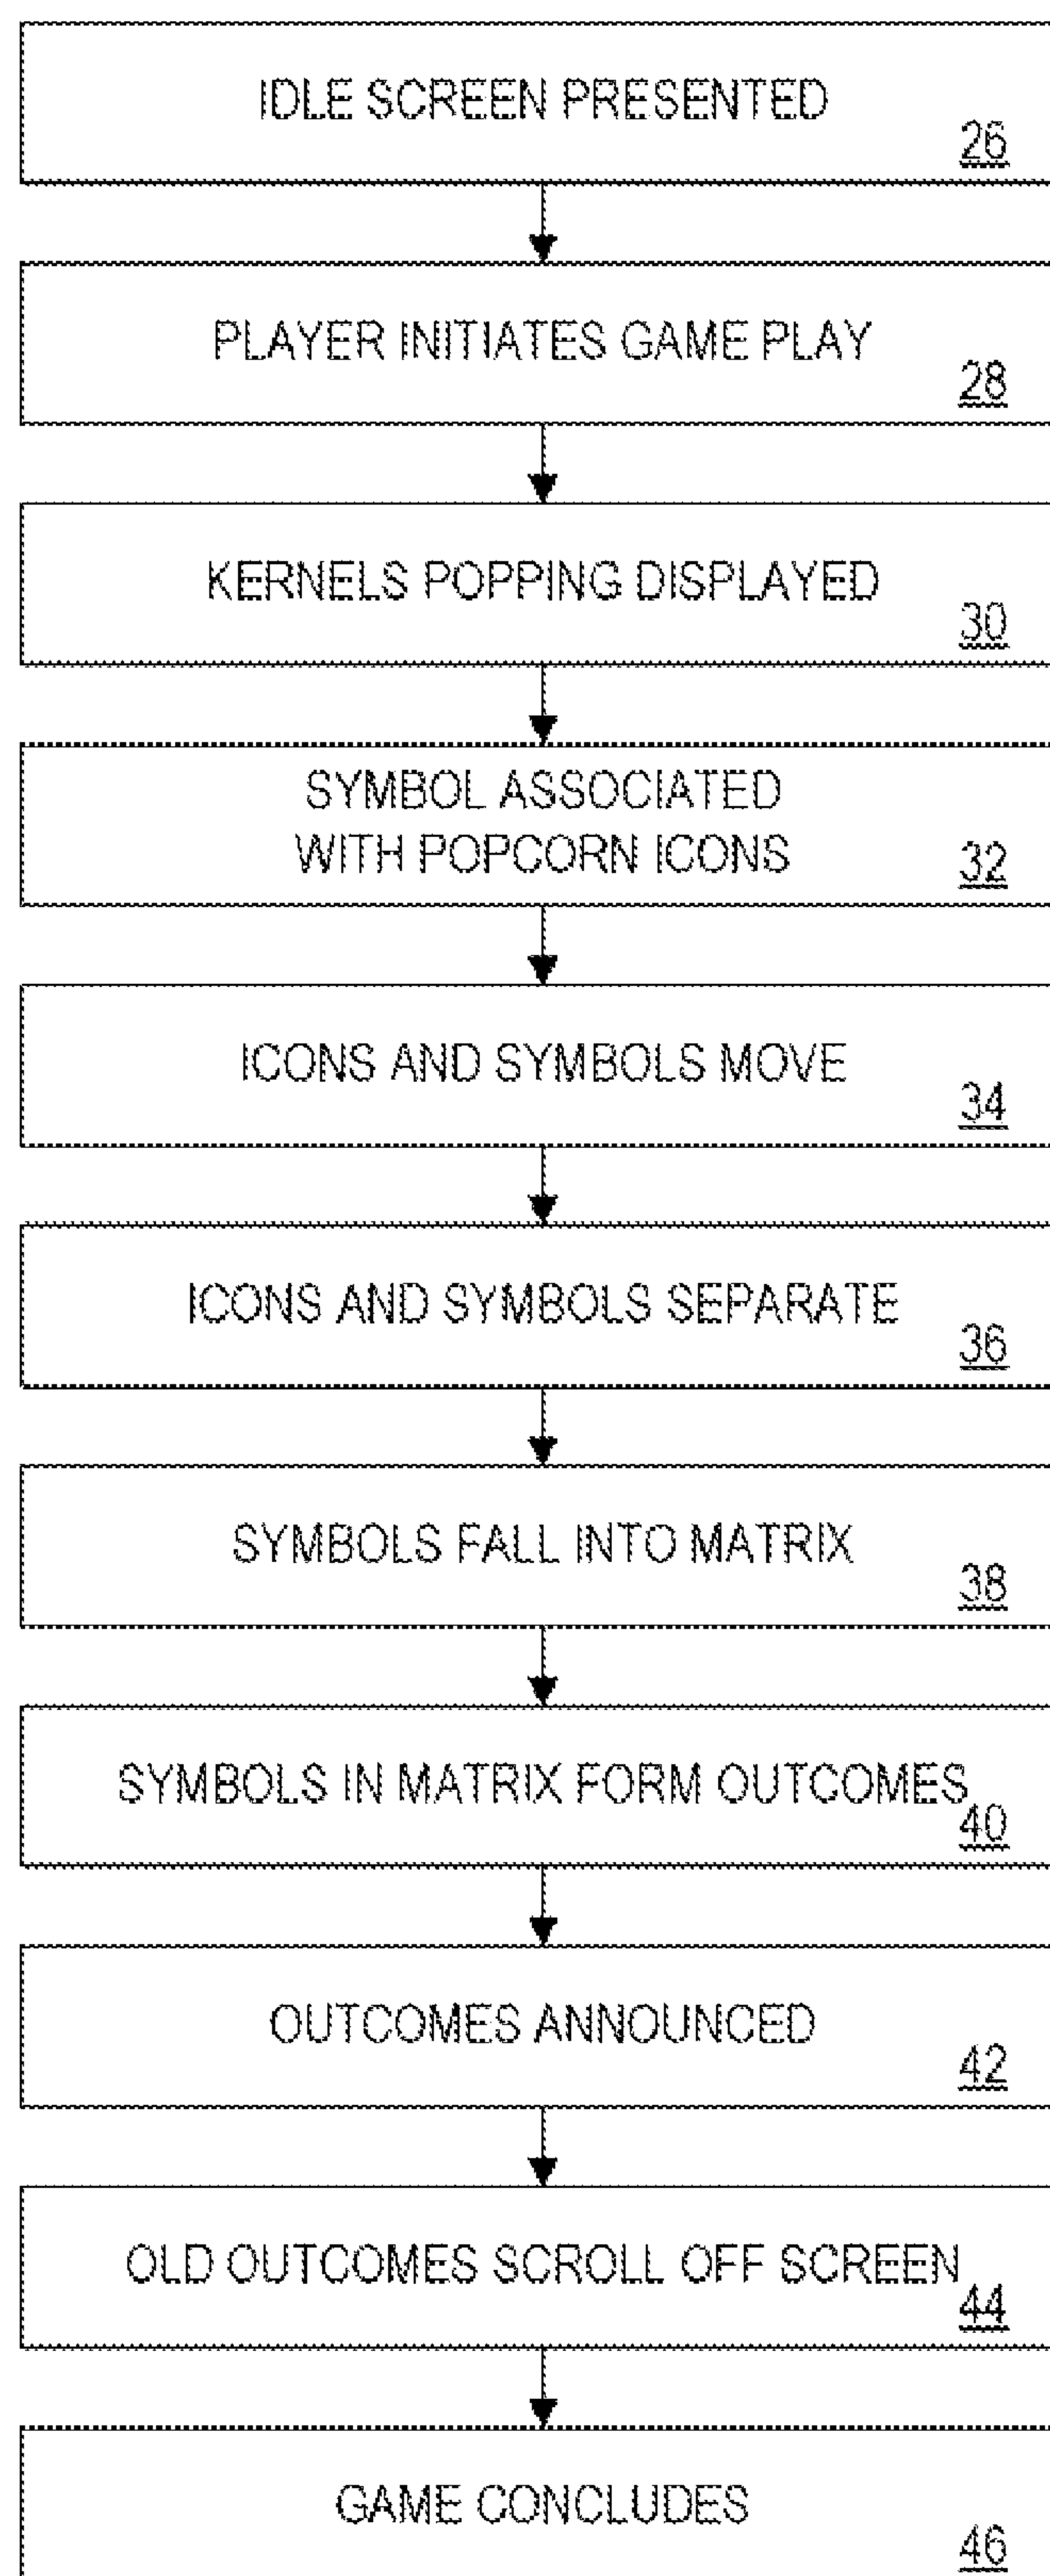 IDLE SCREEN PRESENTED
26
PLAYER INITIATES GAME PLAY
28
KERNELS POPPING DISPLAYED
30
SYMBOL ASSOCIATED
WITH POPCORN ICONS
32
ICONS AND SYMBOLS MOVE
34
ICONS AND SYMBOLS SEPARATE
36
SYMBOLS FALL INTO MATRIX
38
SYMBOLS IN MATRIX FORM OUTCOMES
40
OUTCOMES ANNOUNCED
42
OLD OUTCOMES SCROLL OFF SCREEN
44
GAME CONCLUDES
46